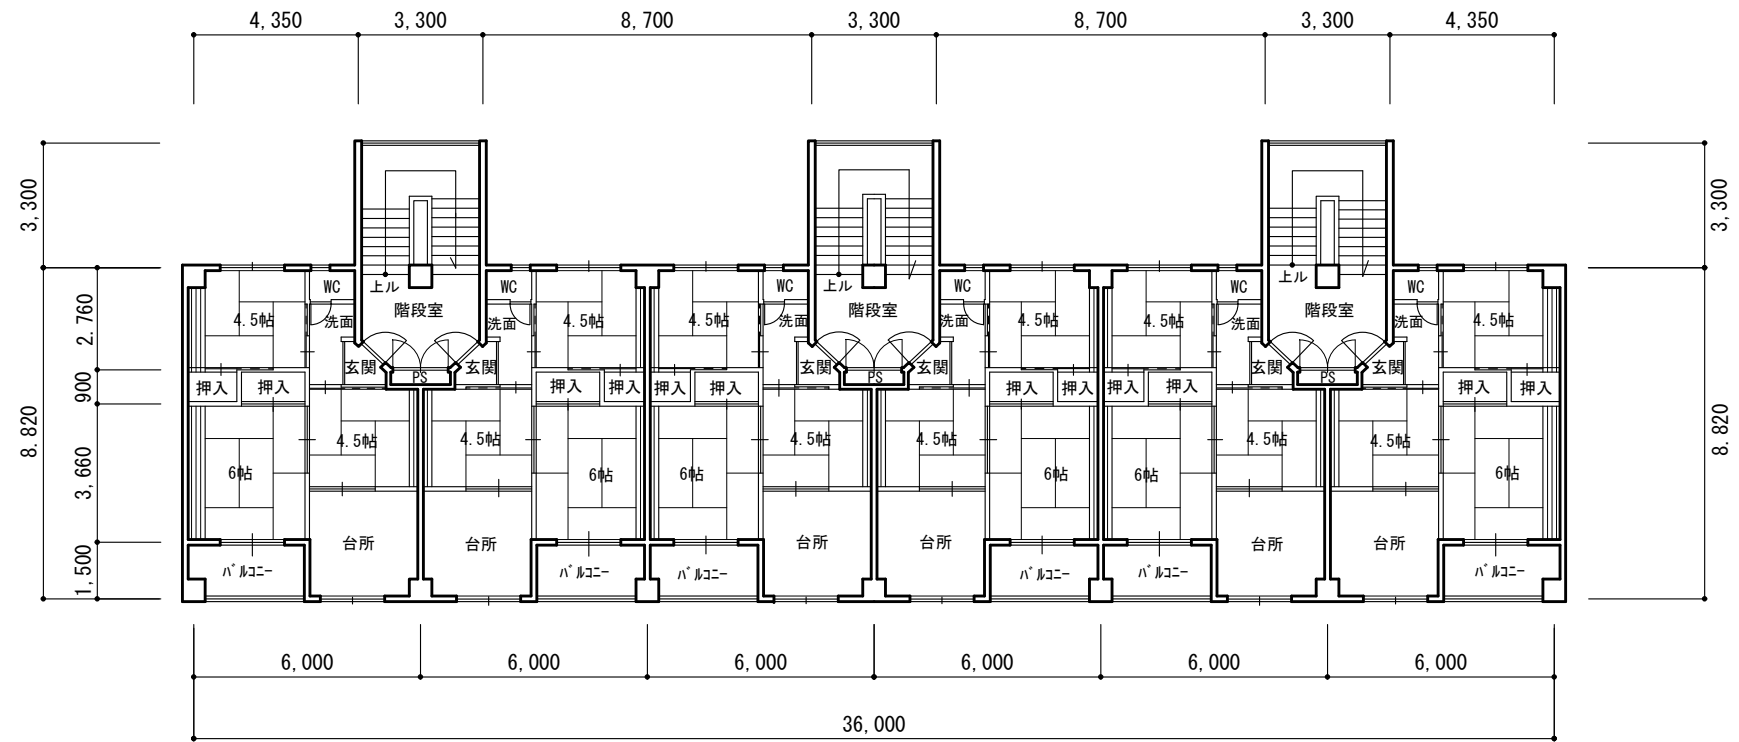 4,350 3,300 8,700 3,300 8,700 3,300 4,350
3,300 3,300
上ル 上ル 上ル
WC WC WC WC WC WC
階段室 階段室 階段室
4.5帖 洗面 洗面 4.5帖 4.5帖 洗面 洗面 4.5帖 4.5帖 洗面 洗面 4.5帖
2.760
玄関 玄関 玄関 玄関 玄関 玄関
PS PS PS
900
押入 押入 押入 押入 押入 押入 押入 押入 押入 押入 押入 押入
8.820 8.820
4.5帖 4.5帖 4.5帖 4.5帖 4.5帖 4.5帖
3,660
6帖 6帖 6帖 6帖 6帖 6帖
台所 台所 台所 台所 台所 台所
1,500
バルコニー バルコニー バルコニー バルコニー バルコニー バルコニー
6,000 6,000 6,000 6,000 6,000 6,000
36,000